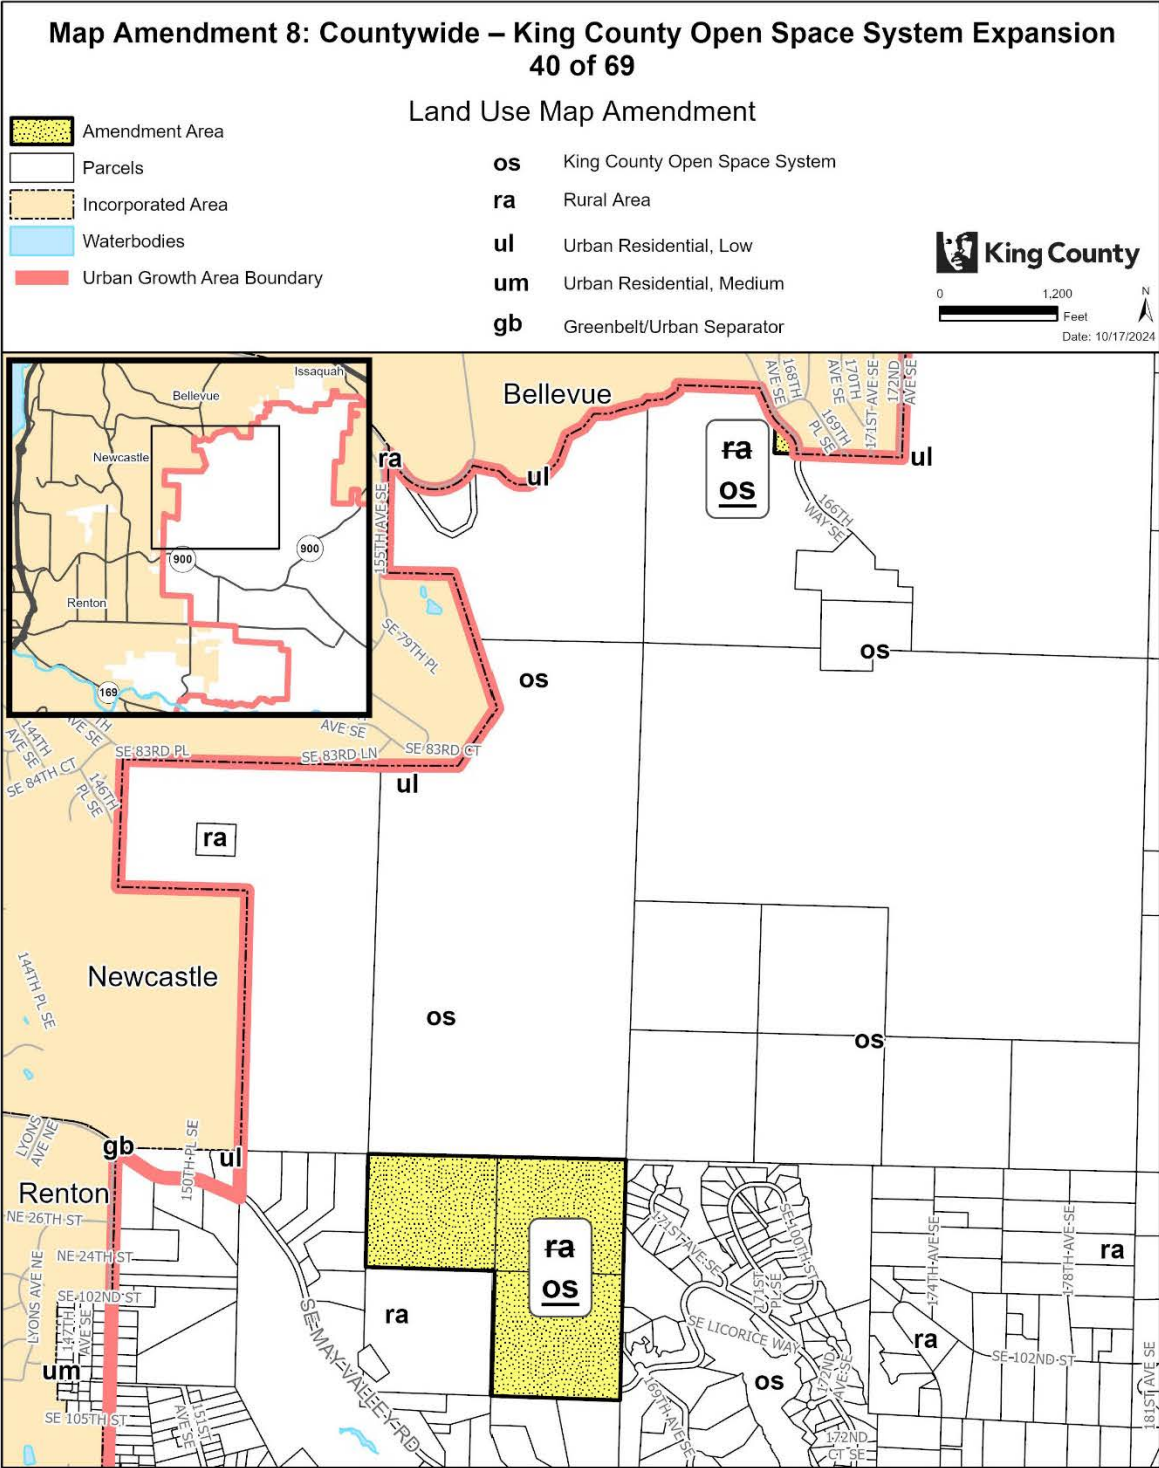 Map Amendment 8: Countywide – King County Open Space System Expansion
40 of 69
Land Use Map Amendment
Amendment Area
Parcels
Incorporated Area
Waterbodies
Urban Growth Area Boundary
os King County Open Space System
ra Rural Area
ul Urban Residential, Low
um Urban Residential, Medium
gb Greenbelt/Urban Separator
King County
0 1,200
Feet
N
Date: 10/17/2024
Issaquah
Bellevue
Newcastle
900
900
Renton
169
Bellevue
168TH
AVE SE
169TH
PL SE
170TH
AVE SE
171ST AVE SE
172ND
AVE SE
ra
ul
ra
os
ul
155TH AVE SE
166TH
WAY SE
SE 79TH PL
os
os
144TH
AVE SE
TH
AVE SE
AVE SE
SE 83RD PL
SE 83RD LN
SE 83RD CT
SE 84TH CT
146TH
PL SE
ul
ra
Newcastle
144TH PL SE
os
os
LYONS
AVE NE
gb
150TH PL SE
ul
Renton
NE 26TH ST
NE 24TH ST
LYONS AVE NE
SE 102ND ST
147TH
AVE SE
um
SE 105TH ST
151ST
AVE SE
SE MAY VALLEY RD
ra
ra
os
171ST AVE SE
SE 100TH ST
171ST
PL SE
SE LICORICE WAY
169TH AVE SE
os
172ND
AVE SE
172ND
CT SE
174TH AVE SE
178TH AVE SE
ra
ra
SE 102ND ST
181ST AVE SE